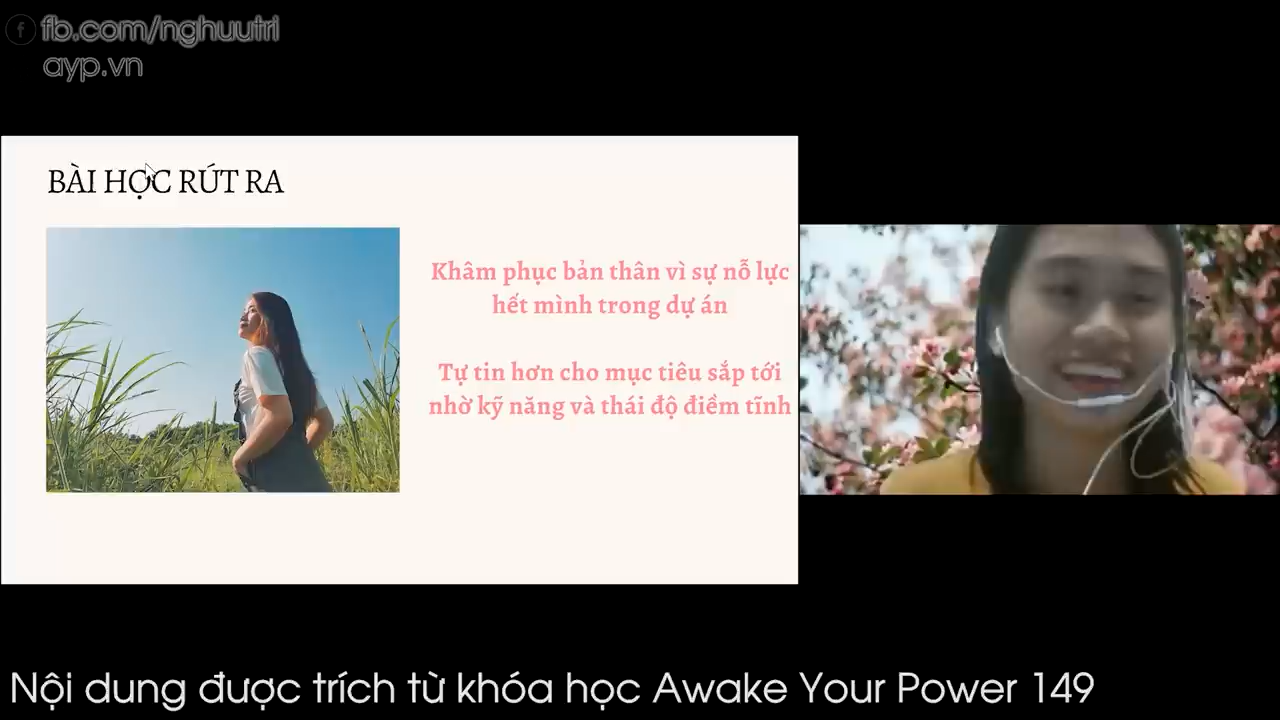 fb.com/nghuutri
ayp.vn
BÀI HỌC RÚT RA
Khâm phục bản thân vì sự nỗ lực
hết mình trong dự án
Tự tin hơn cho mục tiêu sắp tới
nhờ kỹ năng và thái độ điềm tĩnh
Nội dung được trích từ khóa học Awake Your Power 149